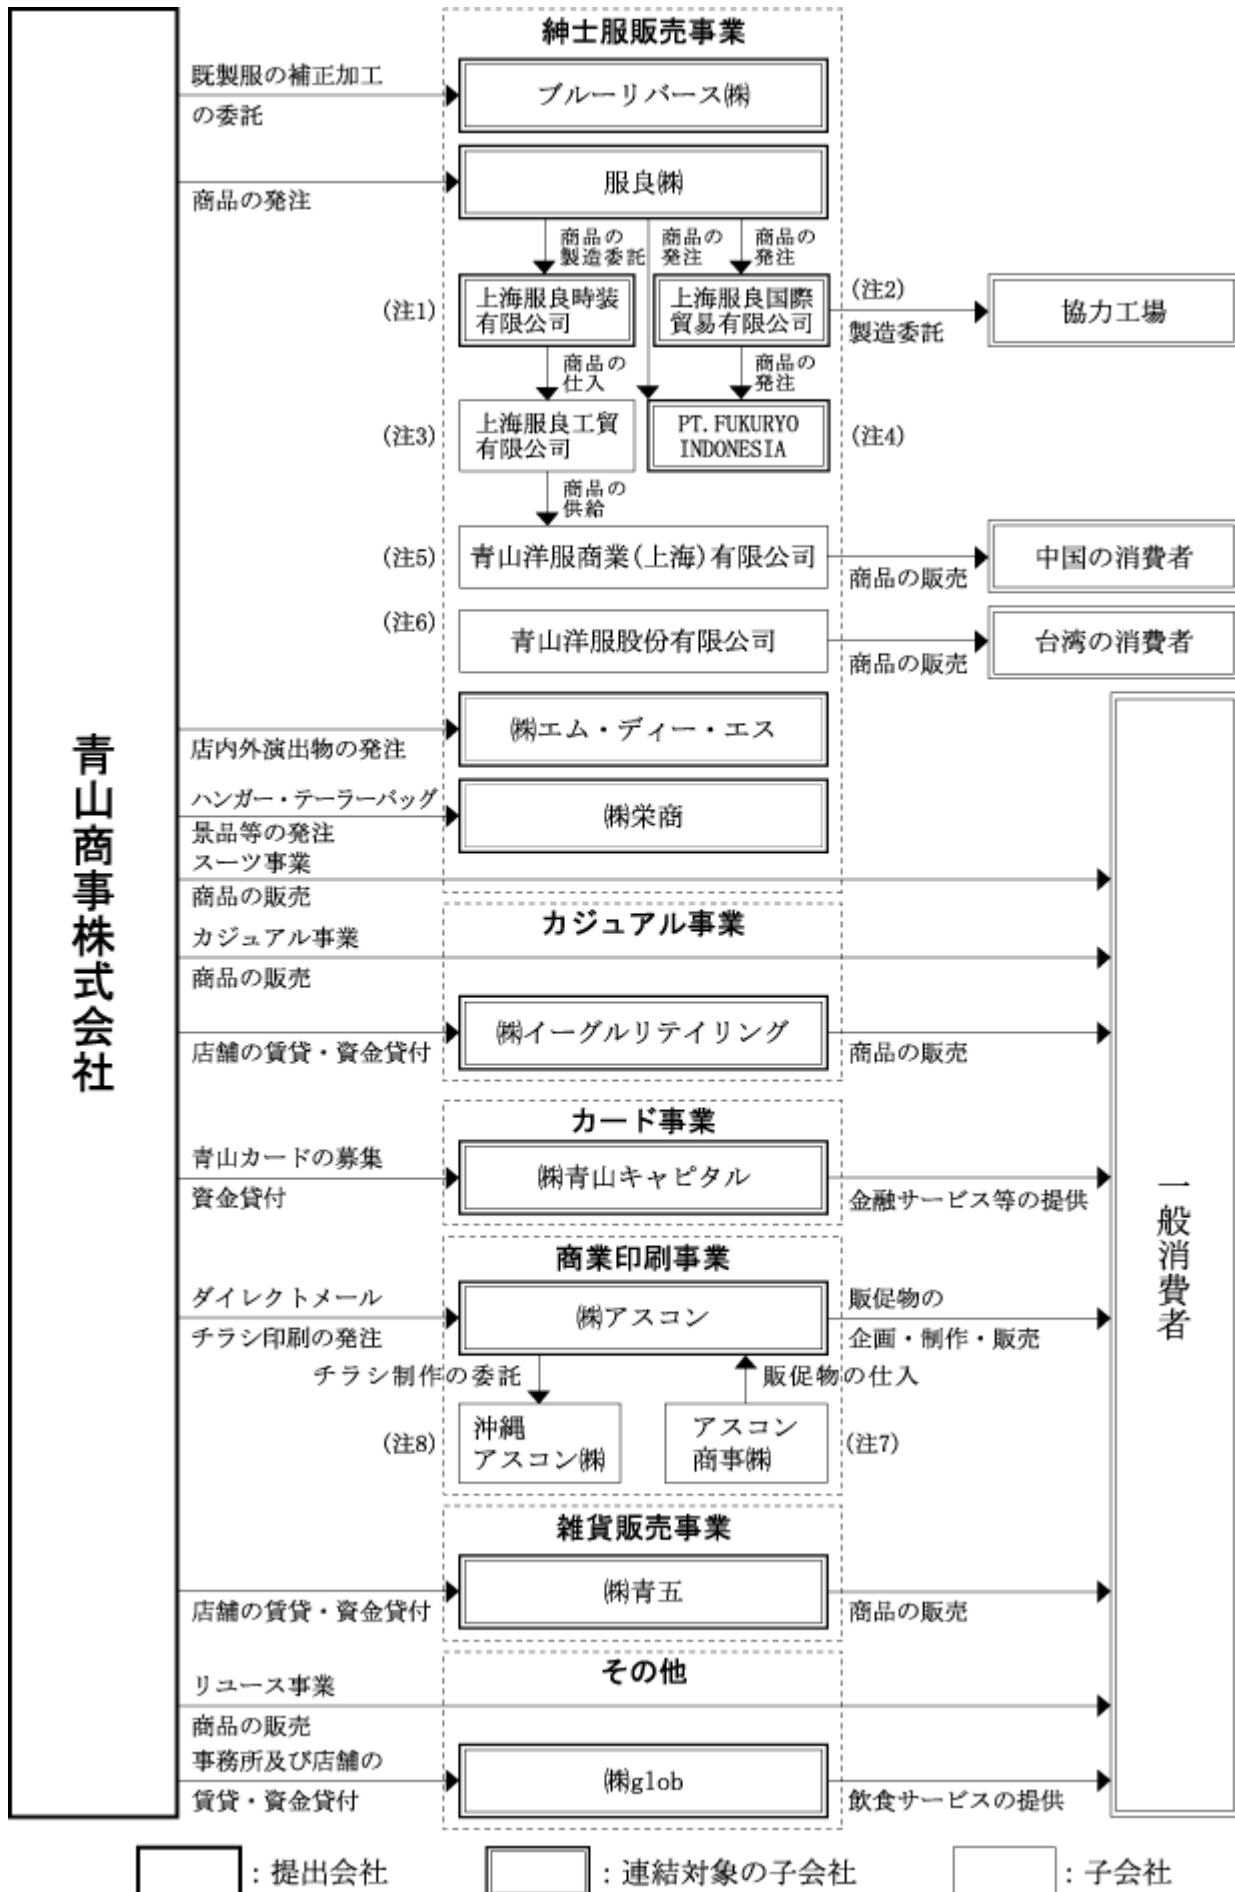 青山商事株式会社
紳士服販売事業
既製服の補正加工
の委託
ブルーリバース㈱
商品の発注
服良㈱
商品の
製造委託
商品の
発注
商品の
発注
(注1)
上海服良時装
有限公司
上海服良国際
貿易有限公司
(注2)
製造委託
協力工場
商品の
仕入
商品の
発注
(注3)
上海服良工貿
有限公司
PT.FUKURYO
INDONESIA
(注4)
商品の
供給
(注5)
青山洋服商業(上海)有限公司
商品の販売
中国の消費者
(注6)
青山洋服股份有限公司
商品の販売
台湾の消費者
店内外演出物の発注
㈱エム・ディー・エス
ハンガー・テーラーバッグ
景品等の発注
㈱栄商
スーツ事業
商品の販売
カジュアル事業
カジュアル事業
商品の販売
店舗の賃貸・資金貸付
㈱イーグルリテイリング
商品の販売
カード事業
青山カードの募集
資金貸付
㈱青山キャピタル
金融サービス等の提供
一般消費者
商業印刷事業
ダイレクトメール
チラシ印刷の発注
㈱アスコン
販促物の
企画・制作・販売
チラシ制作の委託
販促物の仕入
(注8)
沖縄
アスコン㈱
アスコン
商事㈱
(注7)
雑貨販売事業
店舗の賃貸・資金貸付
㈱青五
商品の販売
その他
リユース事業
商品の販売
事務所及び店舗の
賃貸・資金貸付
㈱glob
飲食サービスの提供
：提出会社
：連結対象の子会社
：子会社